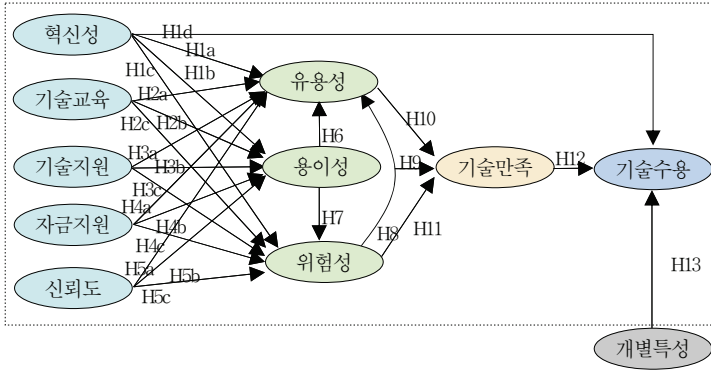 혁신성
H1d
H1a
H1c
H1b
유용성
기술교육
H2a
H2c
H2b
H10
H6
기술지원
H3a
H3b
H3c
용이성
H9
기술만족
H12
기술수용
자금지원
H4a
H4b
H4c
H7
H8
H11
위험성
신뢰도
H5a
H5b
H5c
H13
개별특성